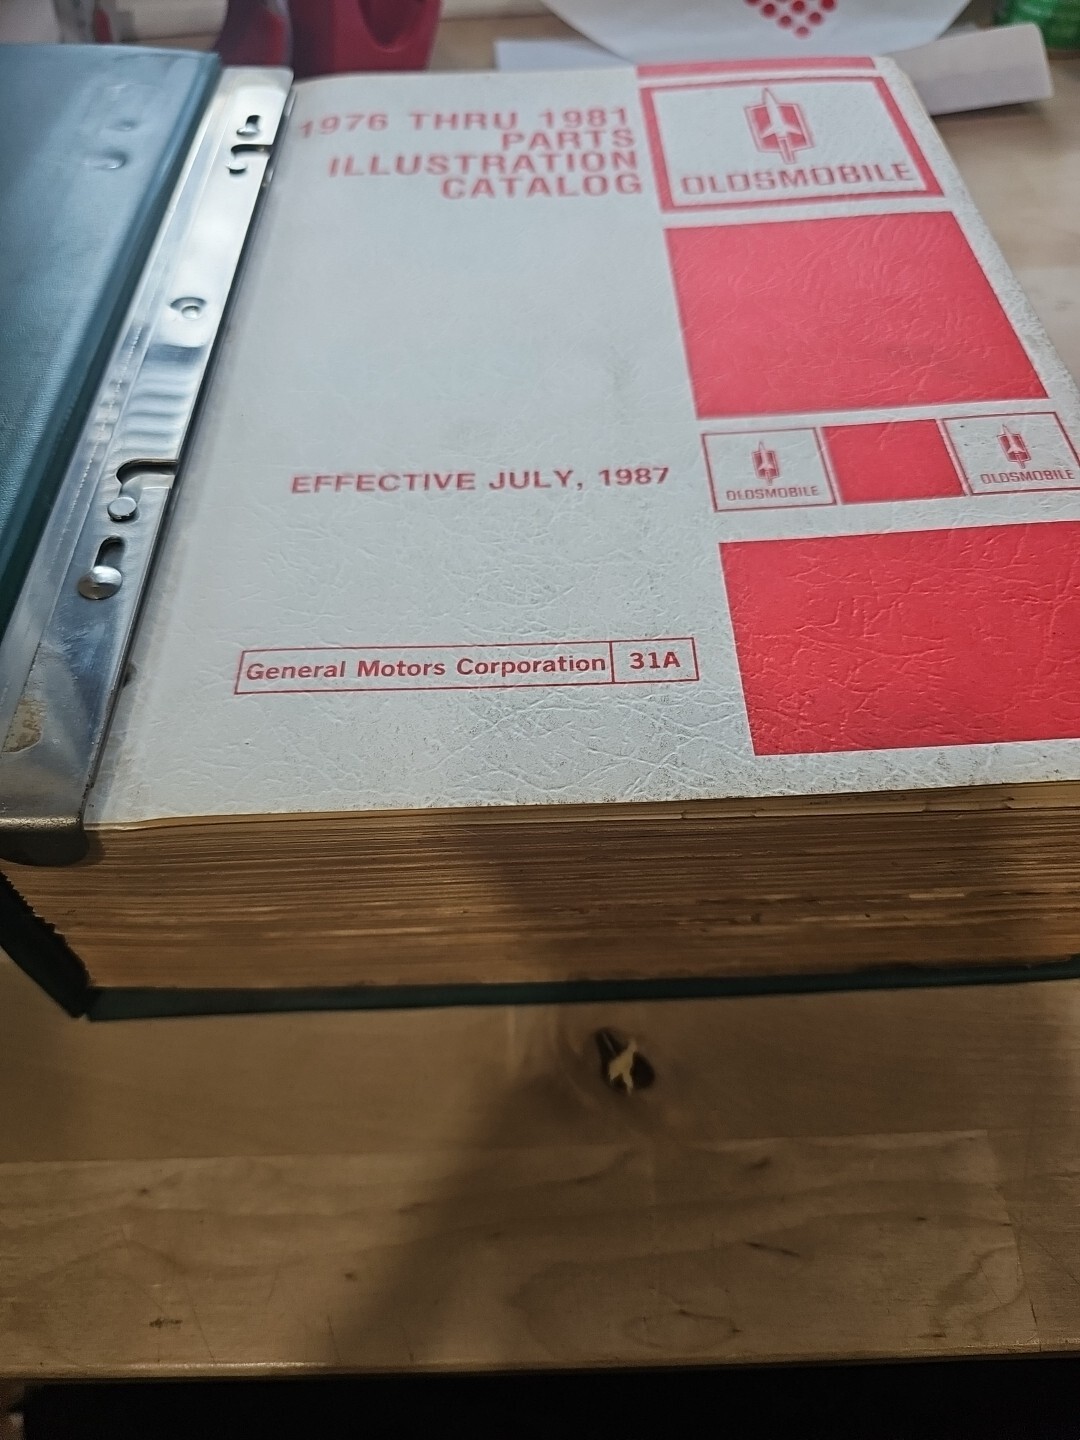 1976 THRU 1981
PARTS
ILLUSTRATION
CATALOG
OLDSMOBILE
EFFECTIVE JULY, 1987
OLDSMOBILE
OLDSMOBILE
General Motors Corporation 31A